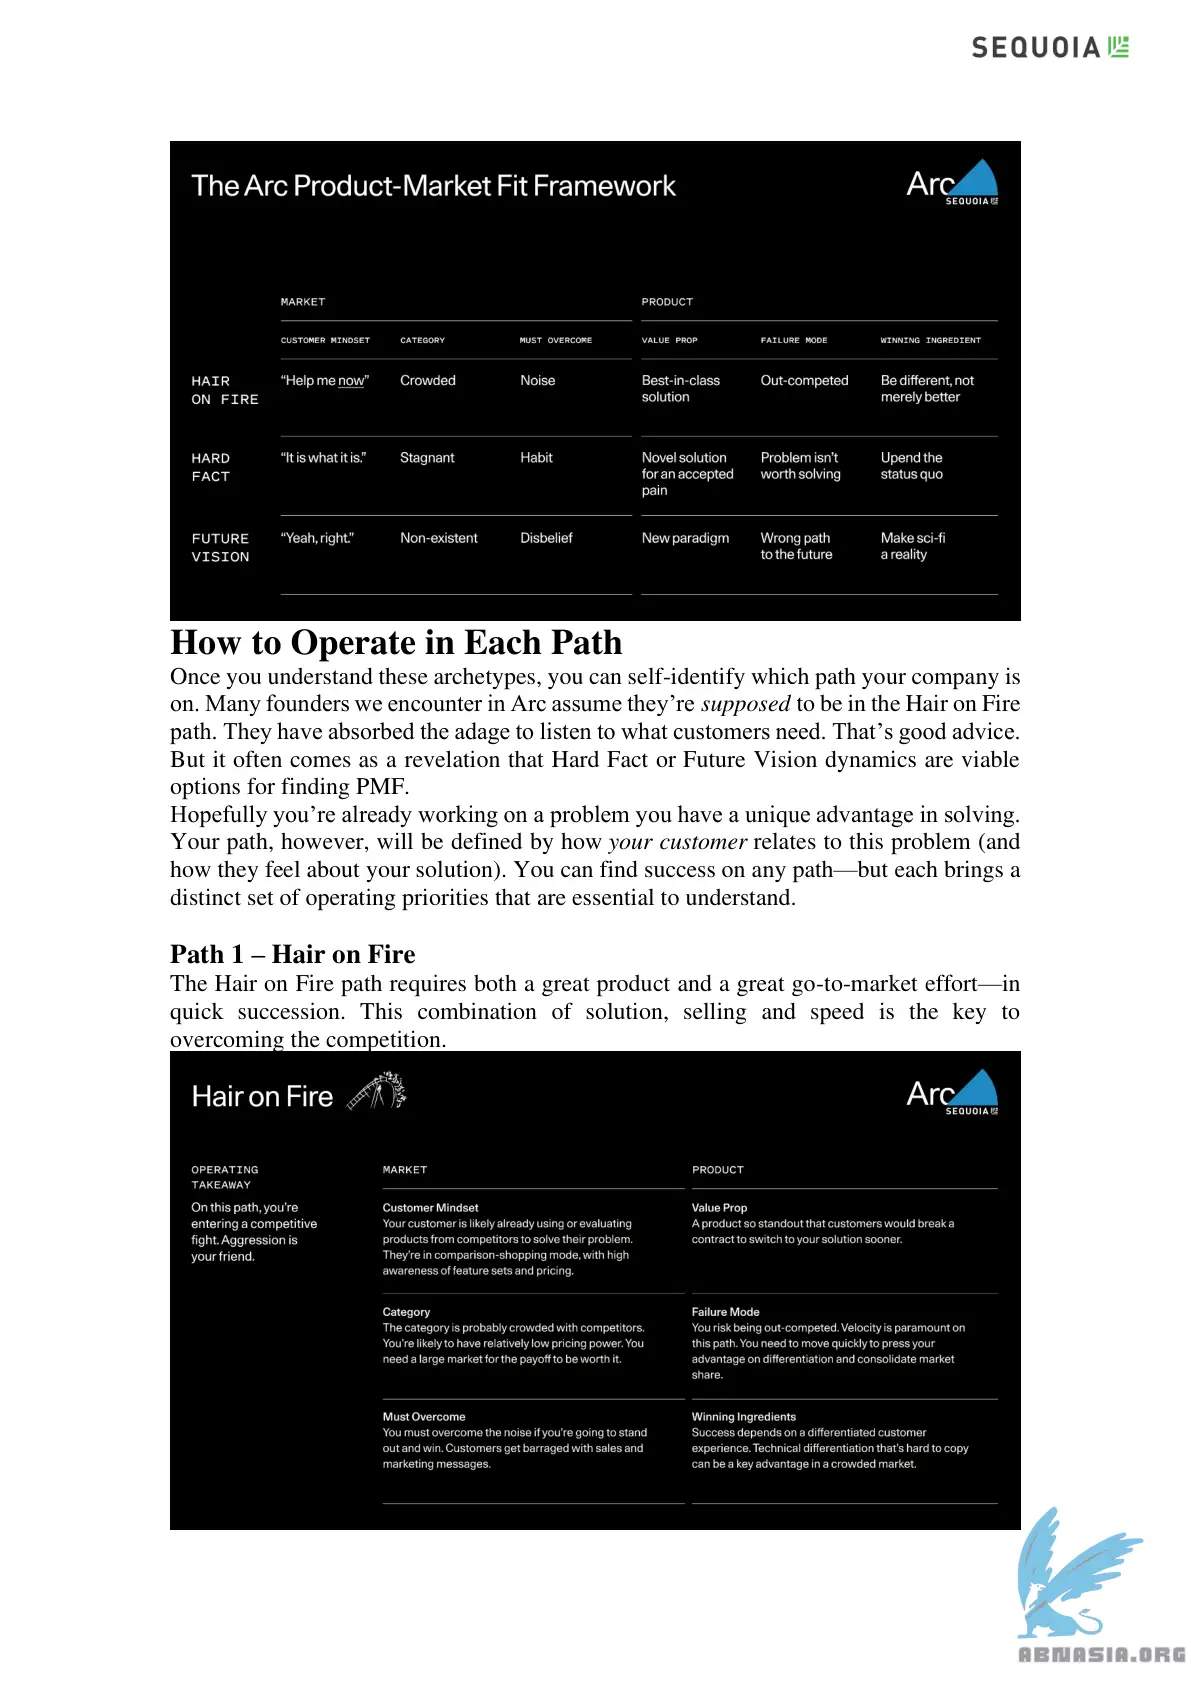 SEQUOIA
The Arc Product-Market Fit Framework
Arc
SEQUOIA
MARKET PRODUCT
CUSTOMER MINDSET CATEGORY MUST OVERCOME VALUE PROP FAILURE MODE WINNING INGREDIENT
HAIR
ON FIRE
“Help me now” Crowded Noise Best-in-class
solution
Out-competed Be different, not
merely better
HARD
FACT
“It is what it is.” Stagnant Habit Novel solution
for an accepted
pain
Problem isn’t
worth solving
Upend the
status quo
FUTURE
VISION
“Yeah, right.” Non-existent Disbelief New paradigm Wrong path
to the future
Make sci-fi
a reality
How to Operate in Each Path
Once you understand these archetypes, you can self-identify which path your company is
on. Many founders we encounter in Arc assume they’re supposed to be in the Hair on Fire
path. They have absorbed the adage to listen to what customers need. That’s good advice.
But it often comes as a revelation that Hard Fact or Future Vision dynamics are viable
options for finding PMF.
Hopefully you’re already working on a problem you have a unique advantage in solving.
Your path, however, will be defined by how your customer relates to this problem (and
how they feel about your solution). You can find success on any path—but each brings a
distinct set of operating priorities that are essential to understand.
Path 1 – Hair on Fire
The Hair on Fire path requires both a great product and a great go-to-market effort—in
quick succession. This combination of solution, selling and speed is the key to
overcoming the competition.
Hair on Fire
Arc
SEQUOIA
OPERATING
TAKEAWAY
On this path, you’re
entering a competitive
fight. Aggression is
your friend.
MARKET
Customer Mindset
Your customer is likely already using or evaluating
products from competitors to solve their problem.
They’re in comparison-shopping mode, with high
awareness of feature sets and pricing.
Category
The category is probably crowded with competitors.
You’re likely to have relatively low pricing power. You
need a large market for the payoff to be worth it.
Must Overcome
You must overcome the noise if you’re going to stand
out and win. Customers get barraged with sales and
marketing messages.
PRODUCT
Value Prop
A product so standout that customers would break a
contract to switch to your solution sooner.
Failure Mode
You risk being out-competed. Velocity is paramount on
this path. You need to move quickly to press your
advantage on differentiation and consolidate market
share.
Winning Ingredients
Success depends on a differentiated customer
experience. Technical differentiation that’s hard to copy
can be a key advantage in a crowded market.
ABNASIA.ORG